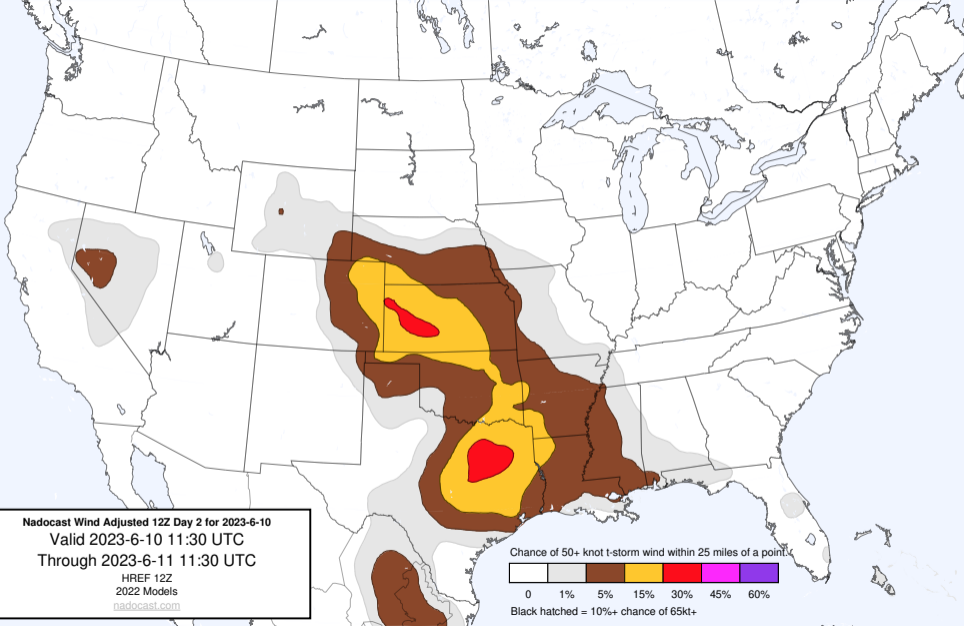 Nadocast Wind Adjusted 12Z Day 2 for 2023-6-10
Valid 2023-6-10 11:30 UTC
Through 2023-6-11 11:30 UTC
HREF 12Z
2022 Models
nadocast.com
Chance of 50+ knot t-storm wind within 25 miles of a point.
0 1% 5% 15% 30% 45% 60%
Black hatched = 10%+ chance of 65kt+